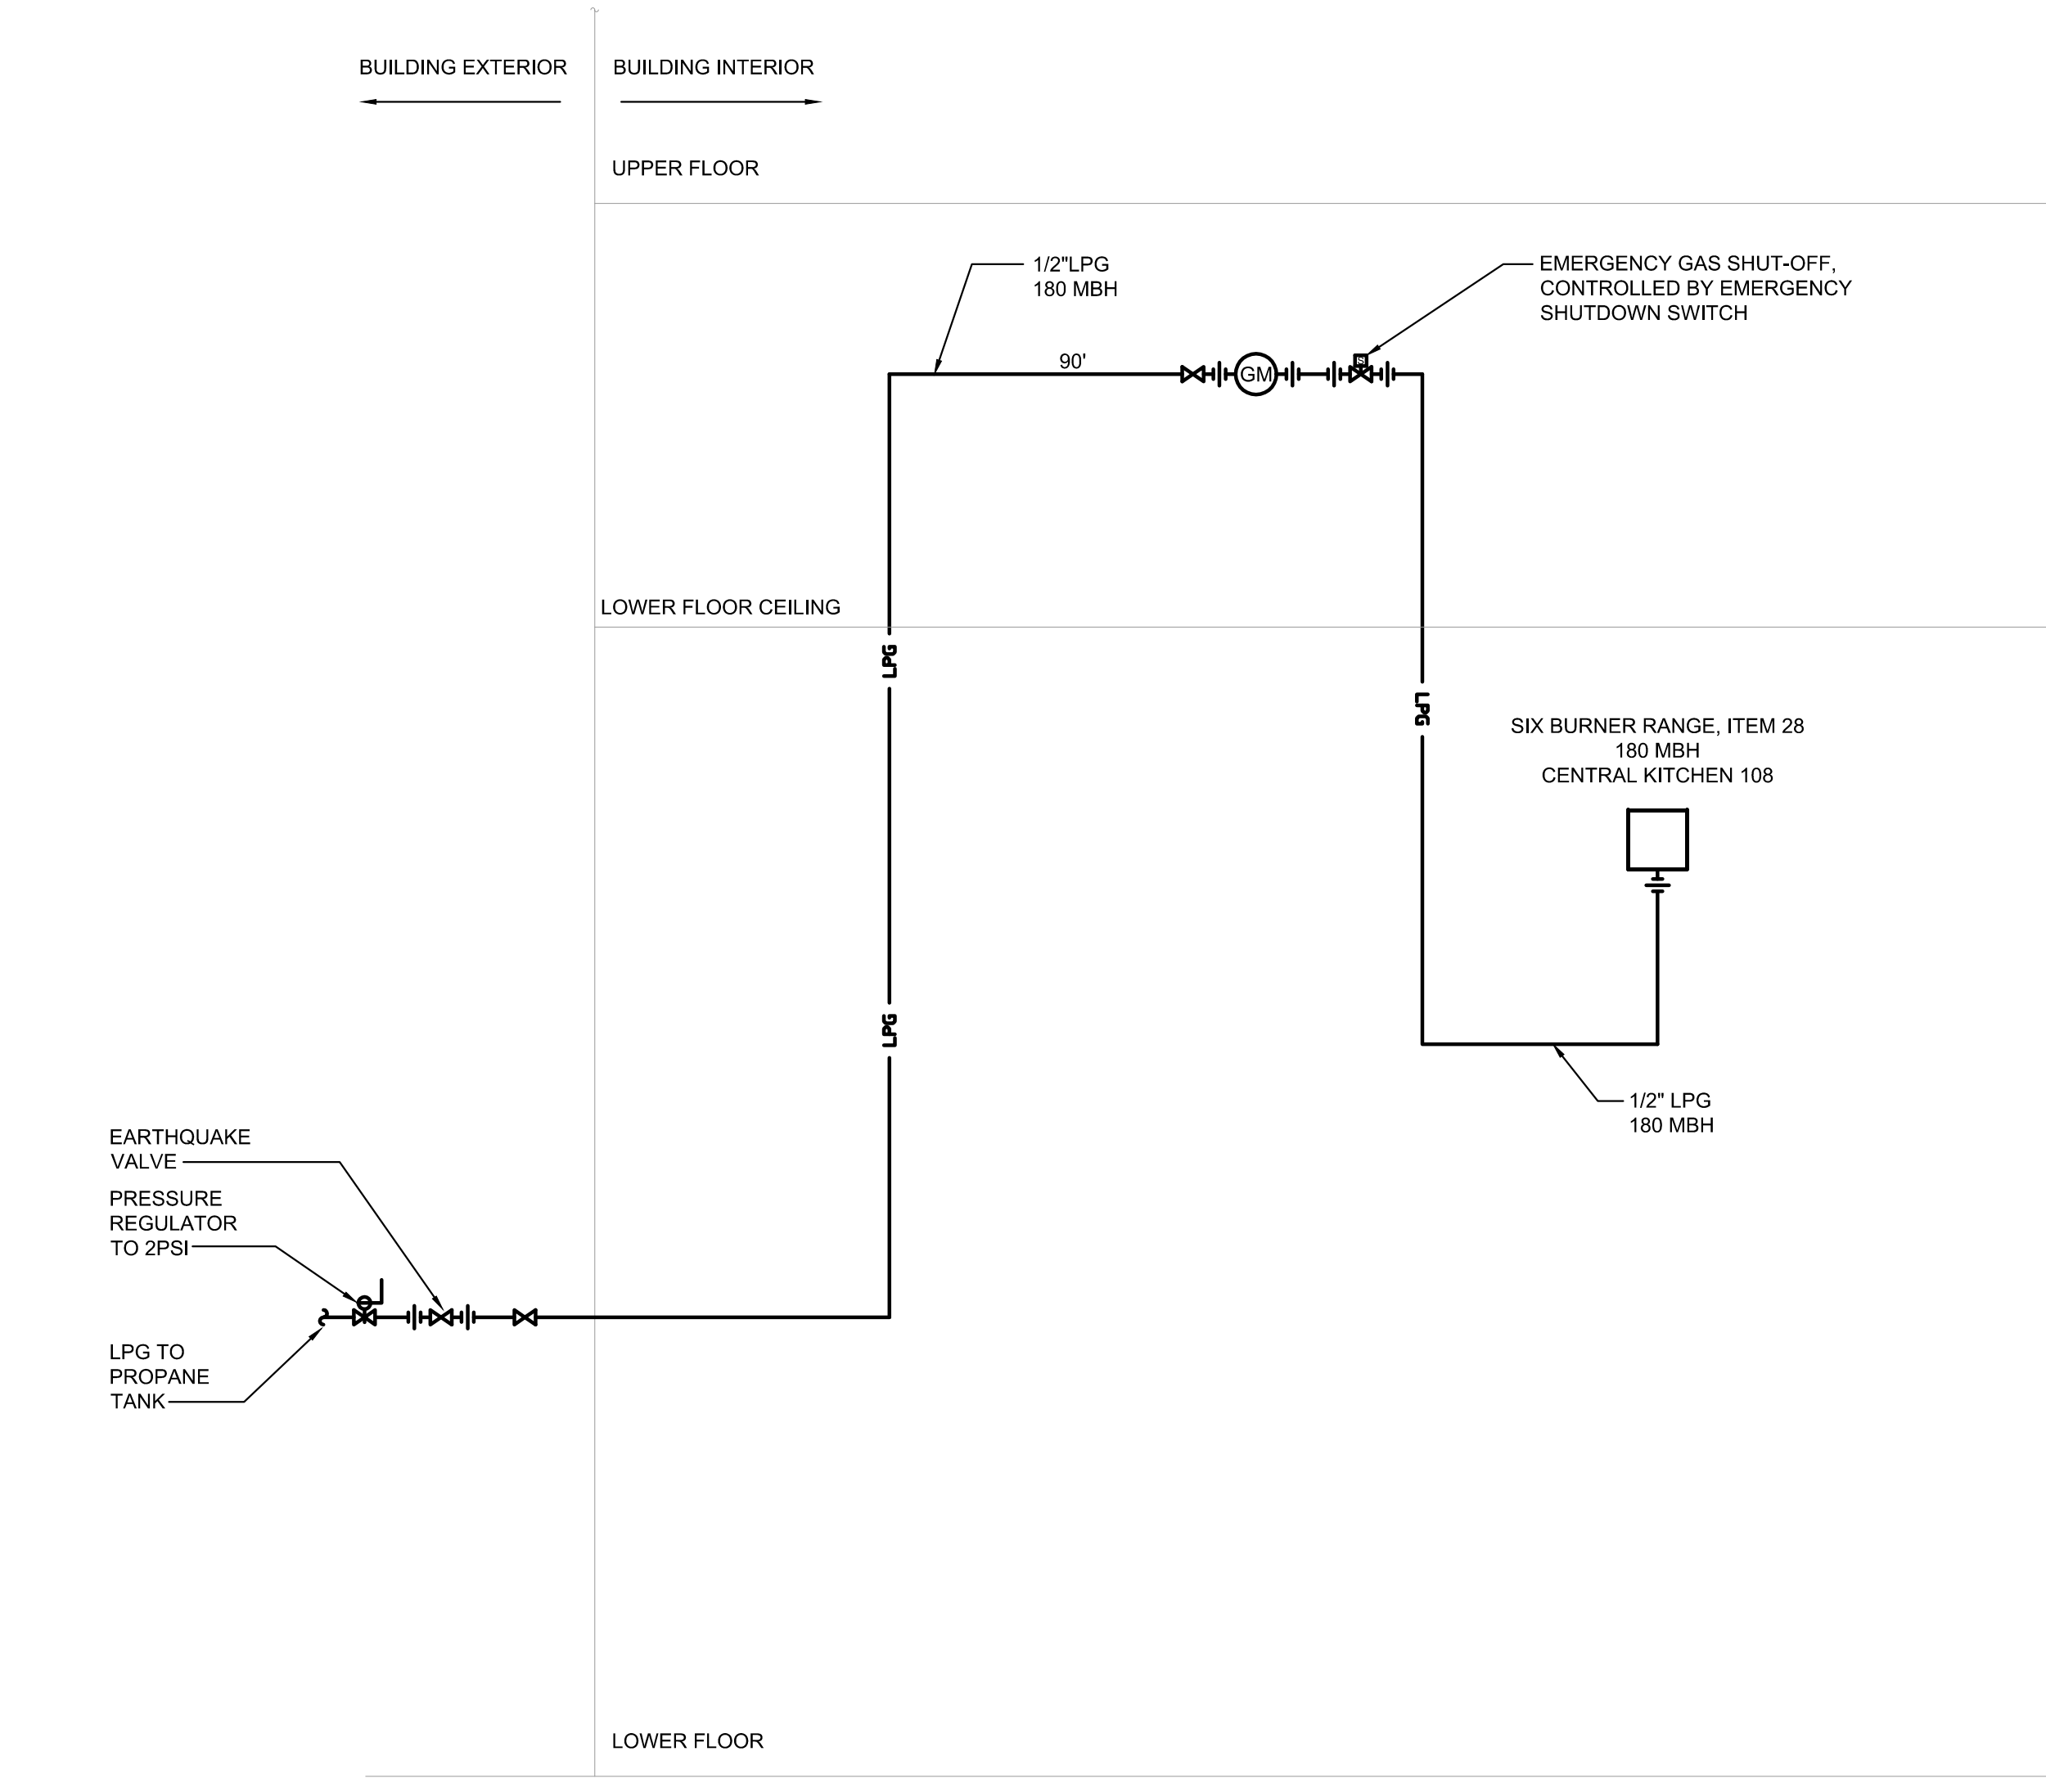 BUILDING EXTERIOR
BUILDING INTERIOR
UPPER FLOOR
1/2"LPG
180 MBH
EMERGENCY GAS SHUT-OFF,
CONTROLLED BY EMERGENCY
SHUTDOWN SWITCH
90'
GM
S
LOWER FLOOR CEILING
LPG
LPG
SIX BURNER RANGE, ITEM 28
180 MBH
CENTRAL KITCHEN 108
LPG
1/2" LPG
180 MBH
EARTHQUAKE
VALVE
PRESSURE
REGULATOR
TO 2PSI
LPG TO
PROPANE
TANK
LOWER FLOOR